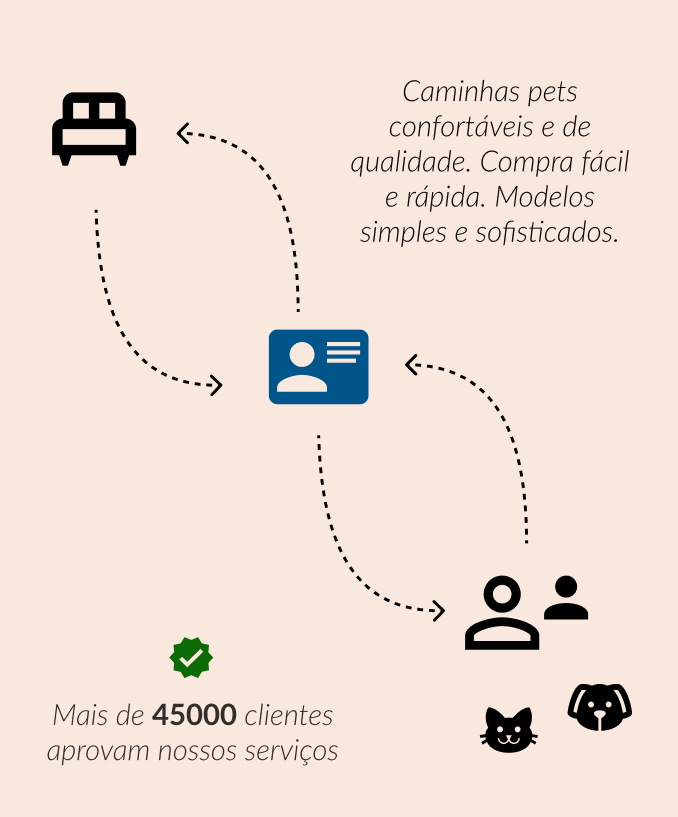 Caminhas pets
confortáveis e de
qualidade. Compra fácil
e rápida. Modelos
simples e sofisticados.
Mais de 45000 clientes
aprovam nossos serviços